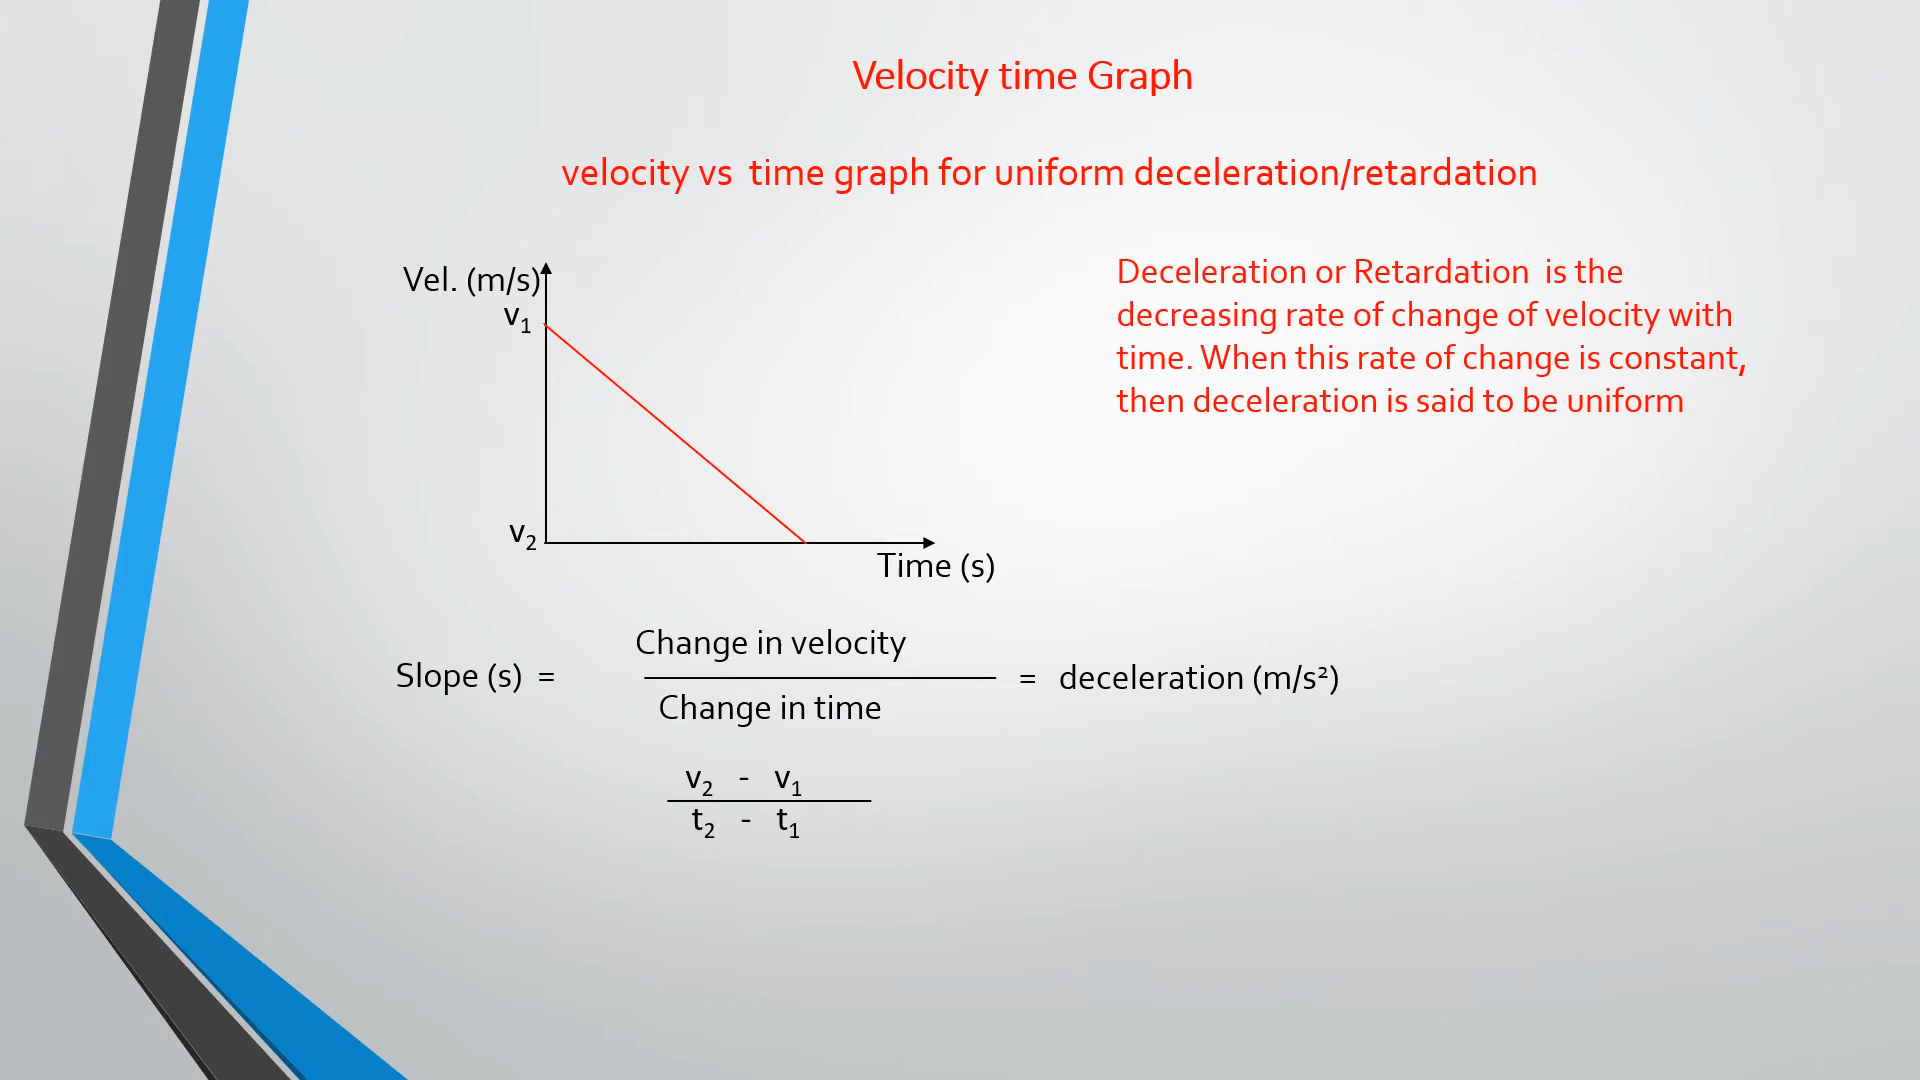 Velocity time Graph
velocity vs time graph for uniform deceleration/retardation
Vel. (m/s)
v₁
v₂
Time (s)
Deceleration or Retardation is the
decreasing rate of change of velocity with
time. When this rate of change is constant,
then deceleration is said to be uniform
Slope (s) =
Change in velocity
Change in time
= deceleration (m/s²)
v₂ - v₁
t₂ - t₁